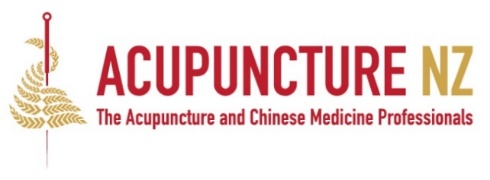 ACUPUNCTURE NZ
The Acupuncture and Chinese Medicine Professionals